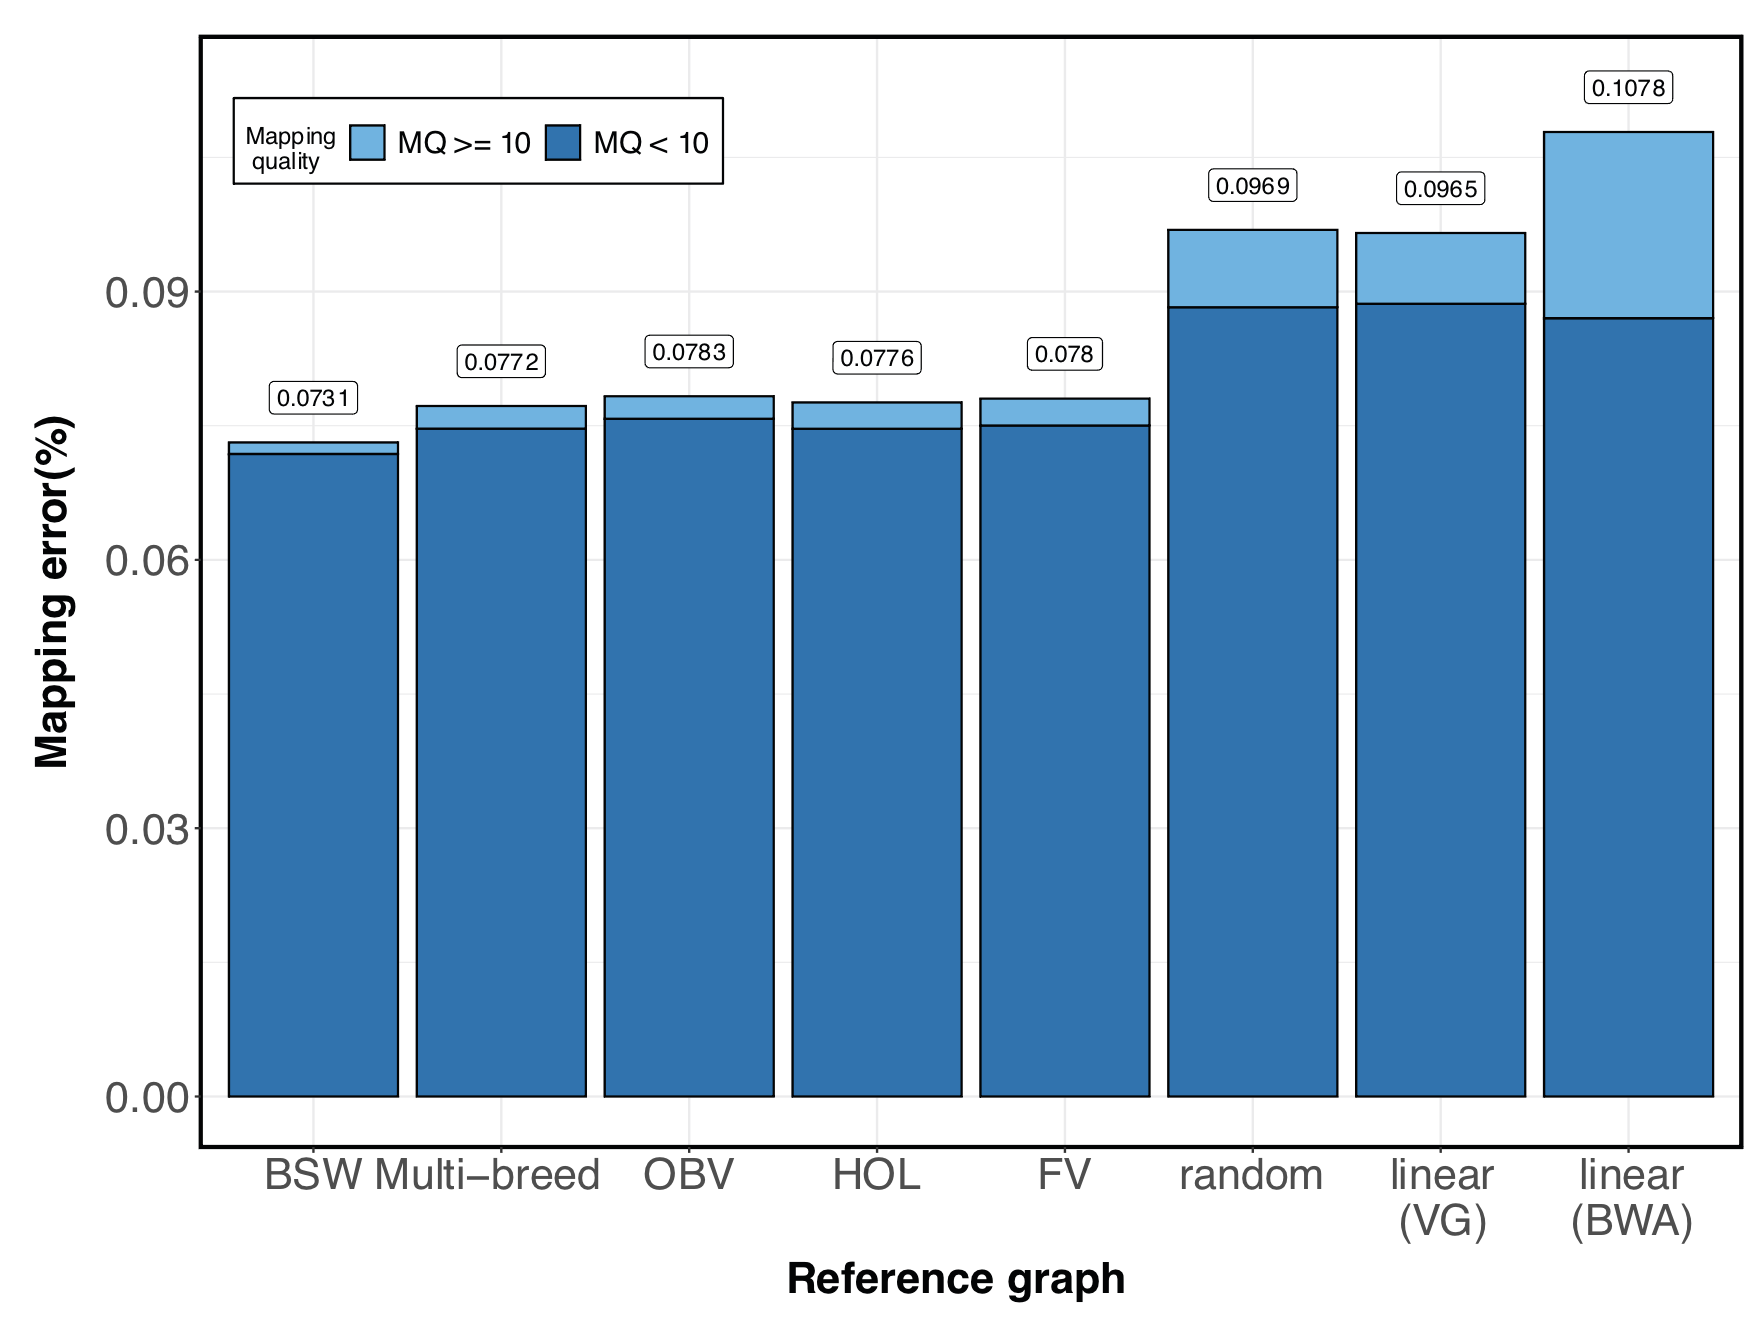 Mapping
quality
MQ >= 10
MQ < 10
0.0731
0.0772
0.0783
0.0776
0.078
0.0969
0.0965
0.1078
Mapping error(%)
0.09
0.06
0.03
0.00
BSW
Multi−breed
OBV
HOL
FV
random
linear
(VG)
linear
(BWA)
Reference graph